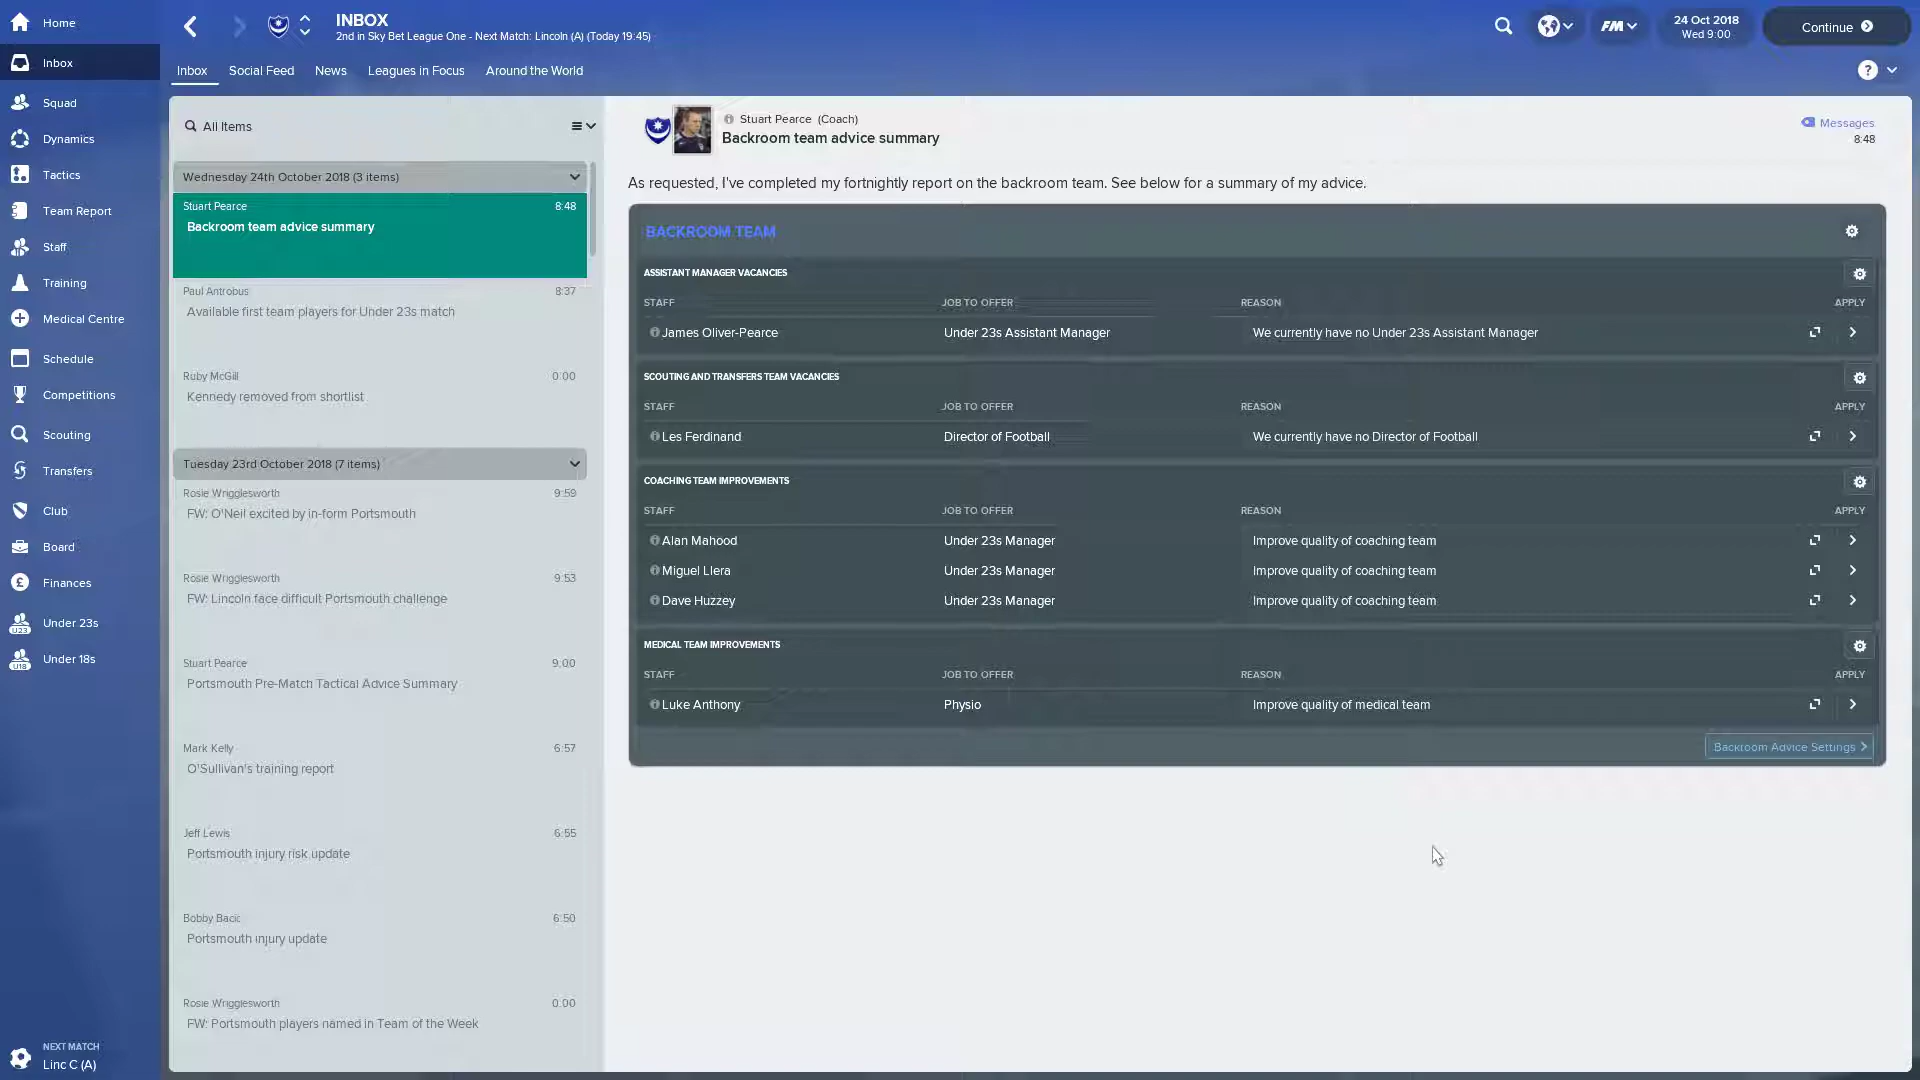 Home
Inbox
Squad
Dynamics
Tactics
Team Report
Staff
Training
Medical Centre
Schedule
Competitions
Scouting
Transfers
Club
Board
Finances
U23
Under 23s
U18
Under 18s
NEXT MATCH
Linc C (A)
INBOX
2nd in Sky Bet League One - Next Match: Lincoln (A) (Today 19:45)
FM
24 Oct 2018
Wed 9:00
Continue
Inbox Social Feed News Leagues in Focus Around the World
?
All Items
Wednesday 24th October 2018 (3 items)
Stuart Pearce 8:48
Backroom team advice summary
Paul Antrobus 8:37
Available first team players for Under 23s match
Ruby McGill 0:00
Kennedy removed from shortlist
Tuesday 23rd October 2018 (7 items)
Rosie Wrigglesworth 9:59
FW: O'Neil excited by in-form Portsmouth
Rosie Wrigglesworth 9:53
FW: Lincoln face difficult Portsmouth challenge
Stuart Pearce 9:00
Portsmouth Pre-Match Tactical Advice Summary
Mark Kelly 6:57
O'Sullivan's training report
Jeff Lewis 6:55
Portsmouth injury risk update
Bobby Bacic 6:50
Portsmouth injury update
Rosie Wrigglesworth 0:00
FW: Portsmouth players named in Team of the Week
Stuart Pearce (Coach)
Backroom team advice summary
Messages
8:48
As requested, I've completed my fortnightly report on the backroom team. See below for a summary of my advice.
BACKROOM TEAM
ASSISTANT MANAGER VACANCIES
STAFF JOB TO OFFER REASON APPLY
James Oliver-Pearce Under 23s Assistant Manager We currently have no Under 23s Assistant Manager
SCOUTING AND TRANSFERS TEAM VACANCIES
STAFF JOB TO OFFER REASON APPLY
Les Ferdinand Director of Football We currently have no Director of Football
COACHING TEAM IMPROVEMENTS
STAFF JOB TO OFFER REASON APPLY
Alan Mahood Under 23s Manager Improve quality of coaching team
Miguel Llera Under 23s Manager Improve quality of coaching team
Dave Huzzey Under 23s Manager Improve quality of coaching team
MEDICAL TEAM IMPROVEMENTS
STAFF JOB TO OFFER REASON APPLY
Luke Anthony Physio Improve quality of medical team
Backroom Advice Settings